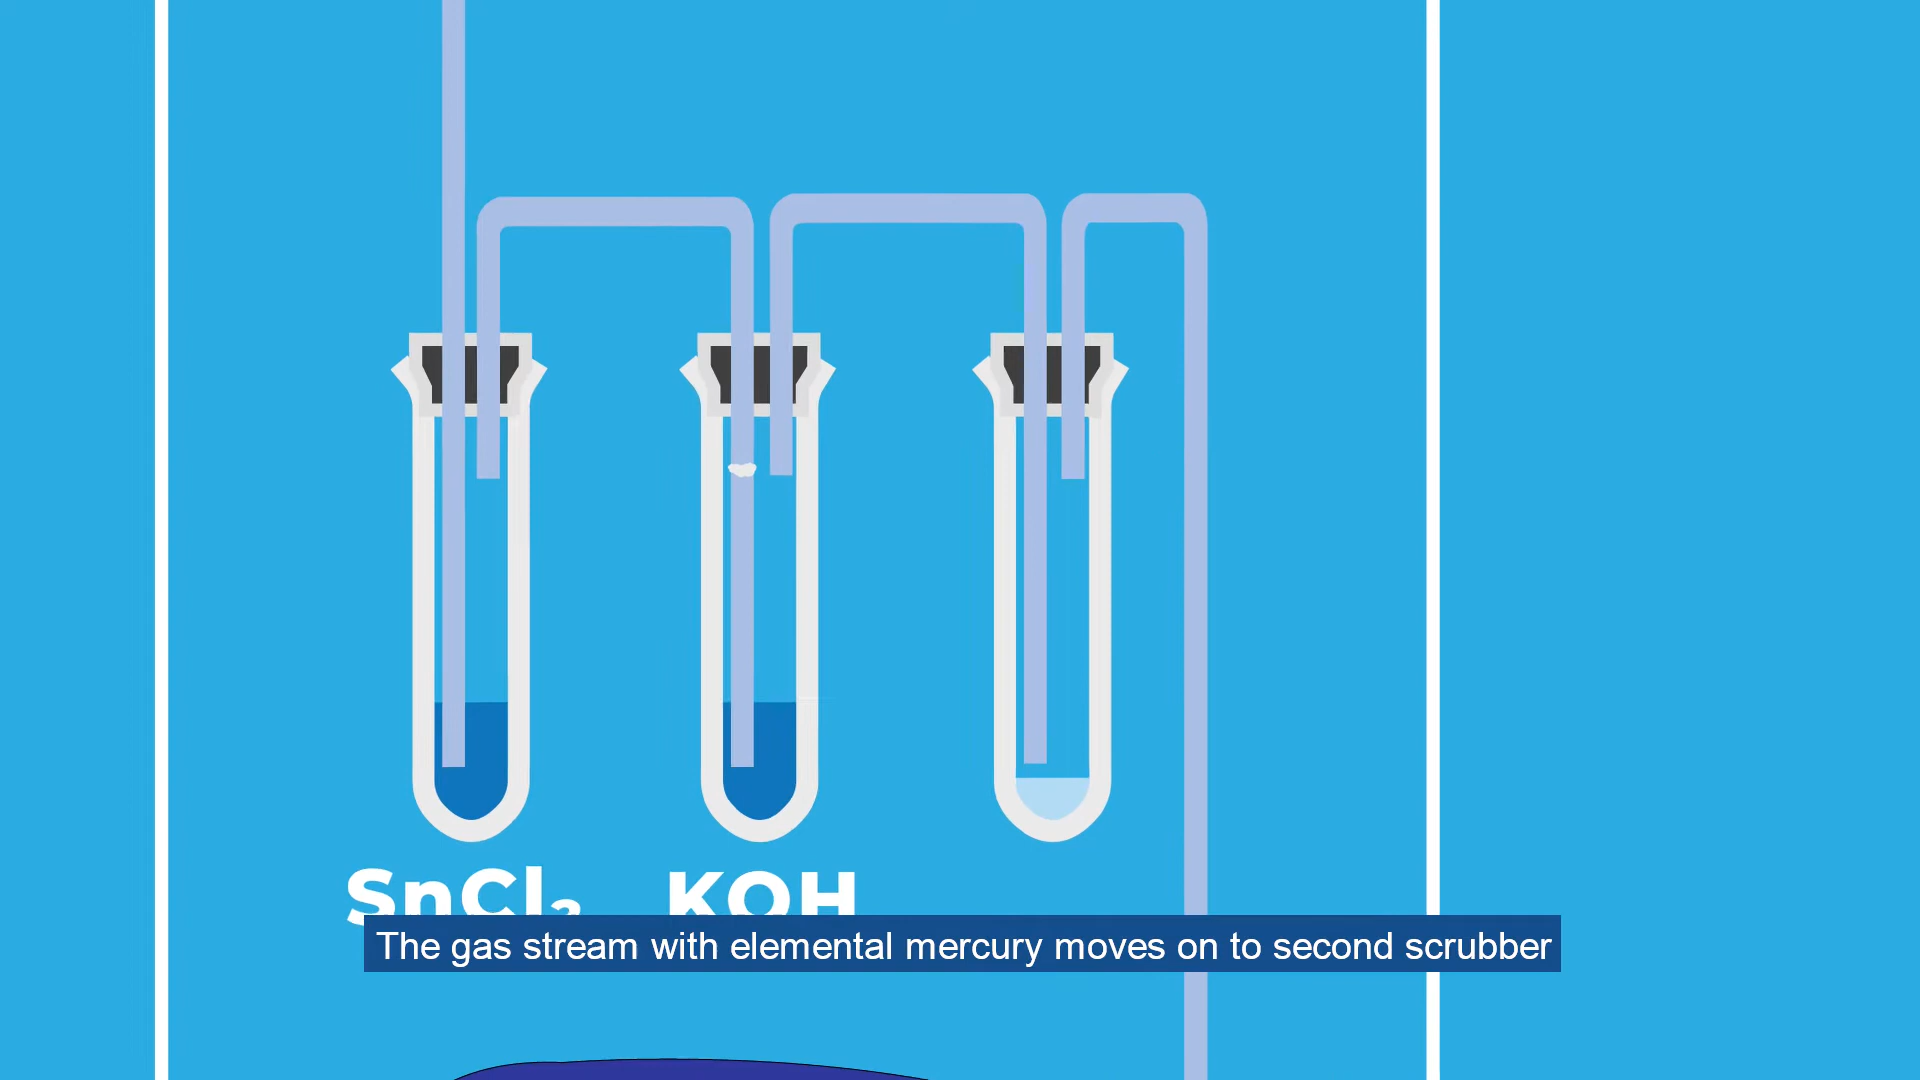 SnCl₂ KOH
The gas stream with elemental mercury moves on to second scrubber